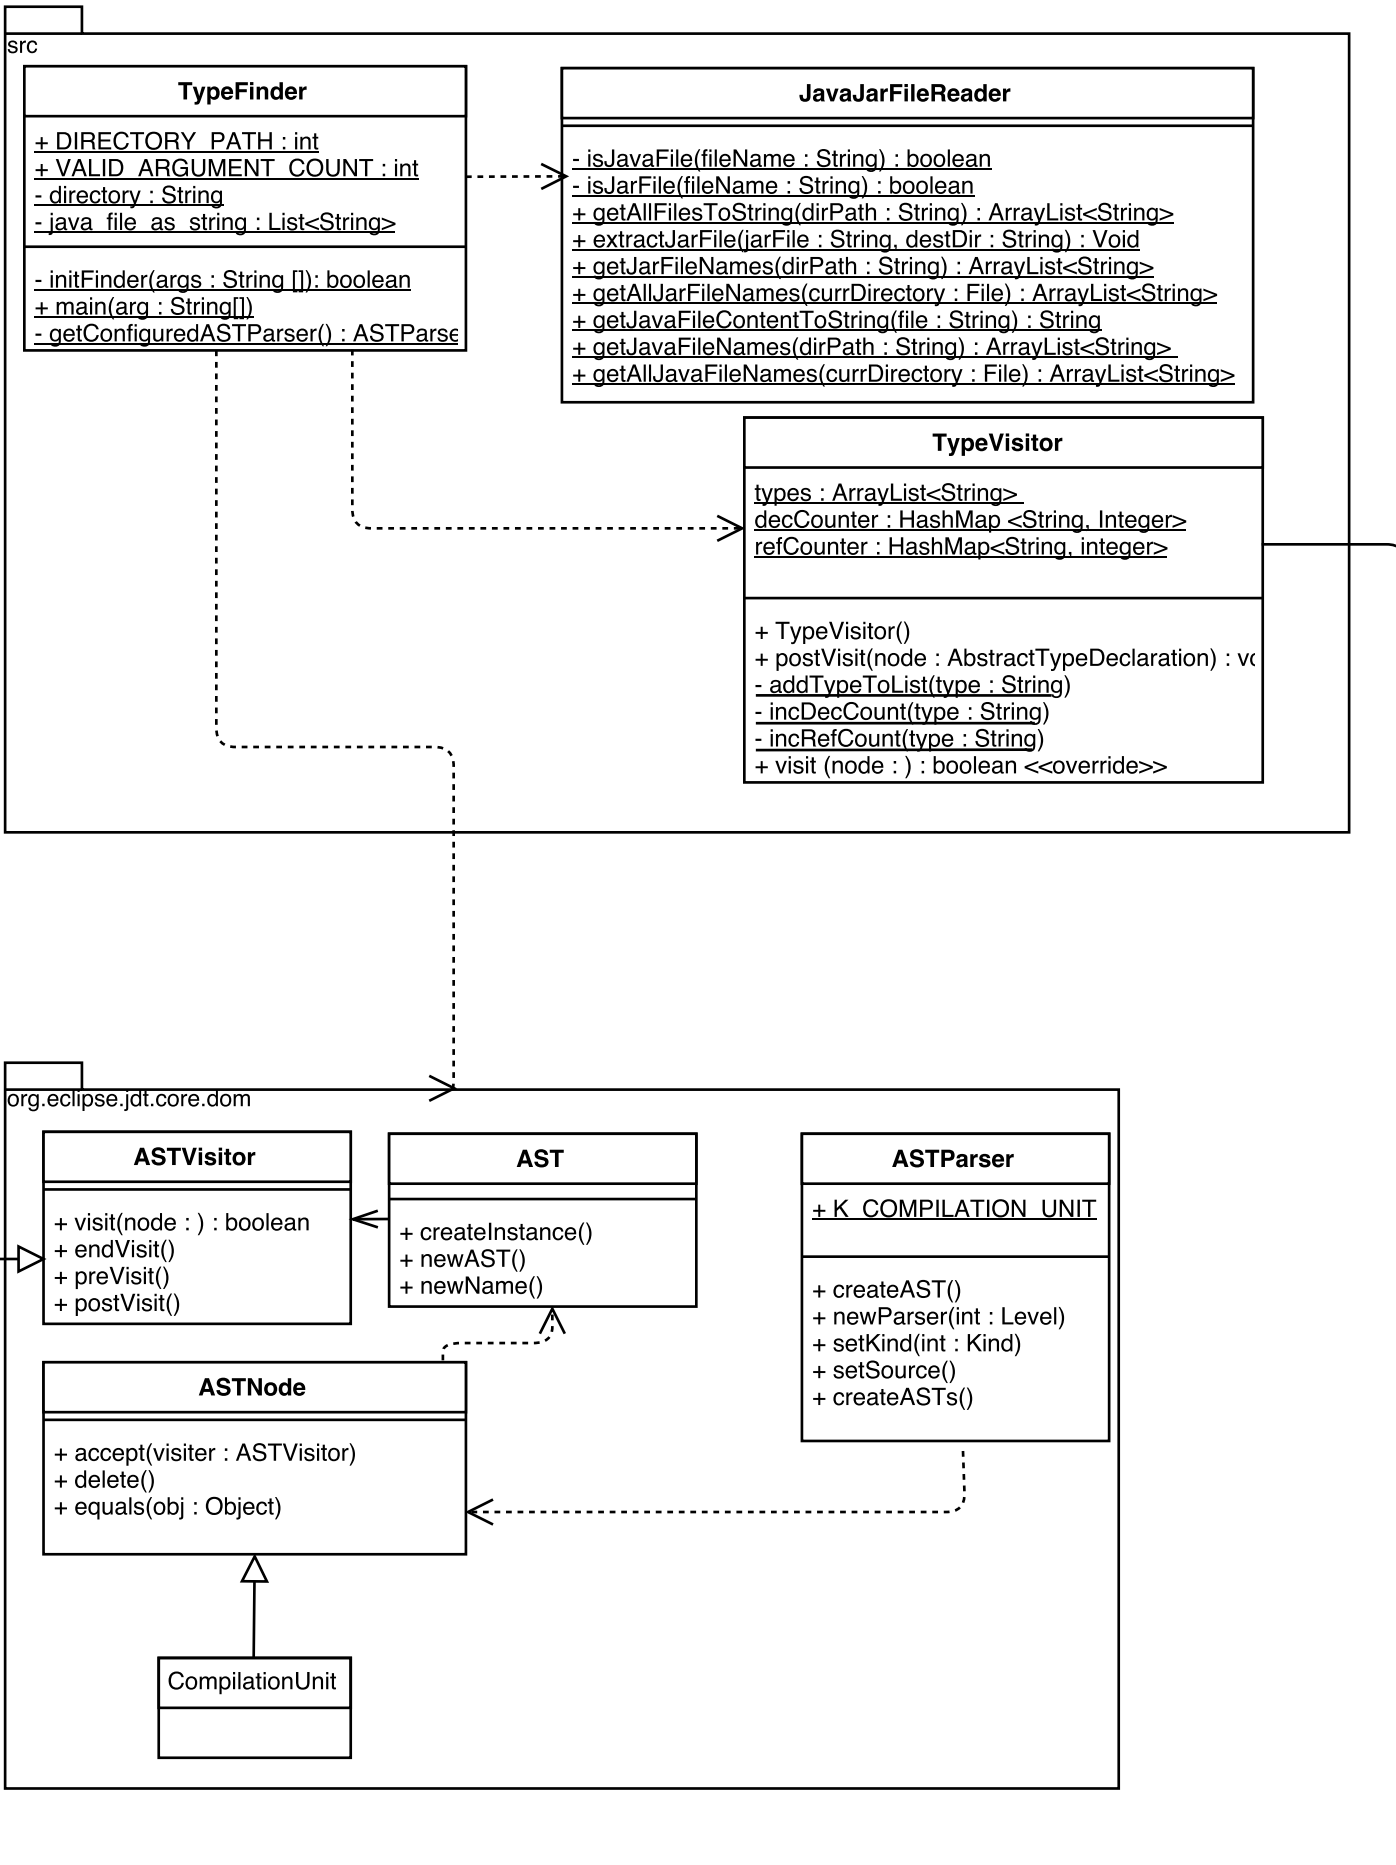 src
TypeFinder
+ DIRECTORY_PATH : int
+ VALID_ARGUMENT_COUNT : int
- directory : String
- java_file_as_string : List<String>
- initFinder(args : String []): boolean
+ main(arg : String[])
- getConfiguredASTParser() : ASTParse
JavaJarFileReader
- isJavaFile(fileName : String) : boolean
- isJarFile(fileName : String) : boolean
+ getAllFilesToString(dirPath : String) : ArrayList<String>
+ extractJarFile(jarFile : String, destDir : String) : Void
+ getJarFileNames(dirPath : String) : ArrayList<String>
+ getAllJarFileNames(currDirectory : File) : ArrayList<String>
+ getJavaFileContentToString(file : String) : String
+ getJavaFileNames(dirPath : String) : ArrayList<String>
+ getAllJavaFileNames(currDirectory : File) : ArrayList<String>
TypeVisitor
types : ArrayList<String>
decCounter : HashMap <String, Integer>
refCounter : HashMap<String, integer>
+ TypeVisitor()
+ postVisit(node : AbstractTypeDeclaration) : vo
- addTypeToList(type : String)
- incDecCount(type : String)
- incRefCount(type : String)
+ visit (node : ) : boolean <<override>>
org.eclipse.jdt.core.dom
ASTVisitor
+ visit(node : ) : boolean
+ endVisit()
+ preVisit()
+ postVisit()
AST
+ createInstance()
+ newAST()
+ newName()
ASTParser
+ K_COMPILATION_UNIT
+ createAST()
+ newParser(int : Level)
+ setKind(int : Kind)
+ setSource()
+ createASTs()
ASTNode
+ accept(visiter : ASTVisitor)
+ delete()
+ equals(obj : Object)
CompilationUnit